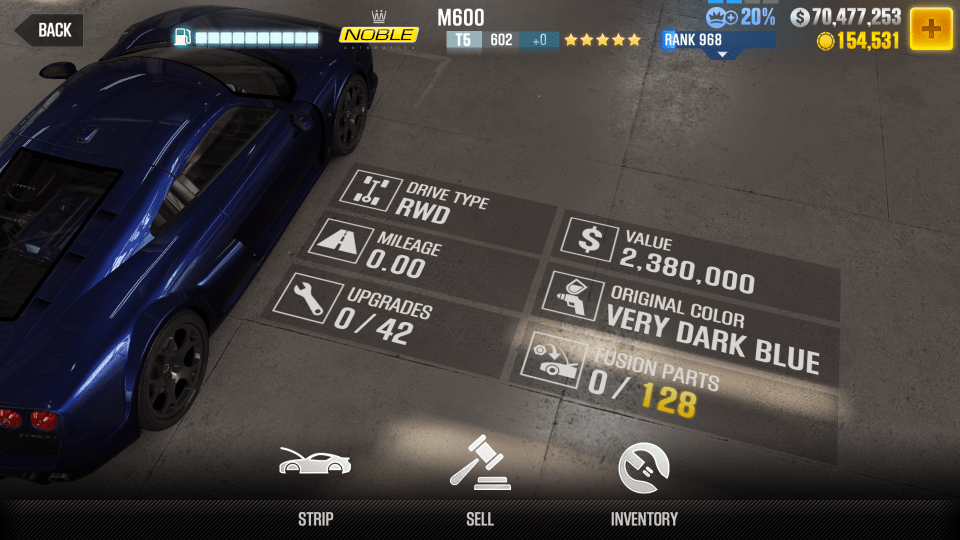 BACK
NOBLE
M600
T5 602 +0
20%
RANK 968
$70,477,253
154,531
DRIVE TYPE
RWD
MILEAGE
0.00
UPGRADES
0/42
$ VALUE
2,380,000
ORIGINAL COLOR
VERY DARK BLUE
FUSION PARTS
0/128
STRIP
SELL
INVENTORY